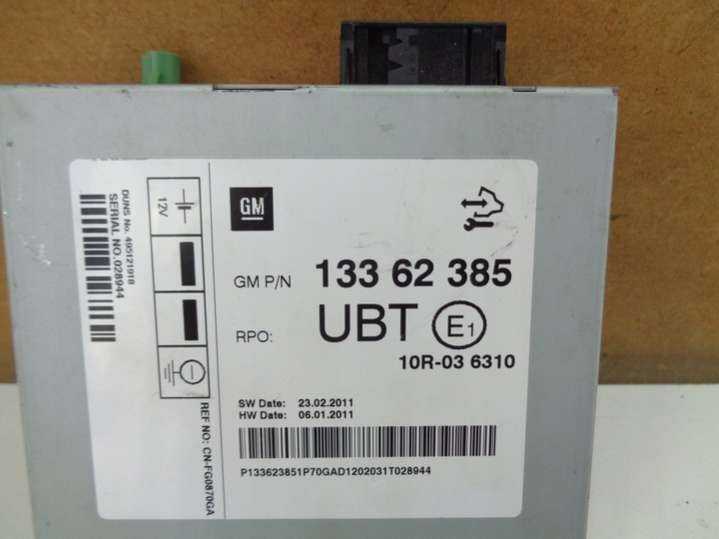 GM
GM P/N 133 62 385
RPO: UBT E1
10R-03 6310
SW Date: 23.02.2011
HW Date: 06.01.2011
P133623851P70GAD1202031T028944
DUNS No. 495121918
SERIAL NO.028944
12V
REF NO: CN-FG0870GA